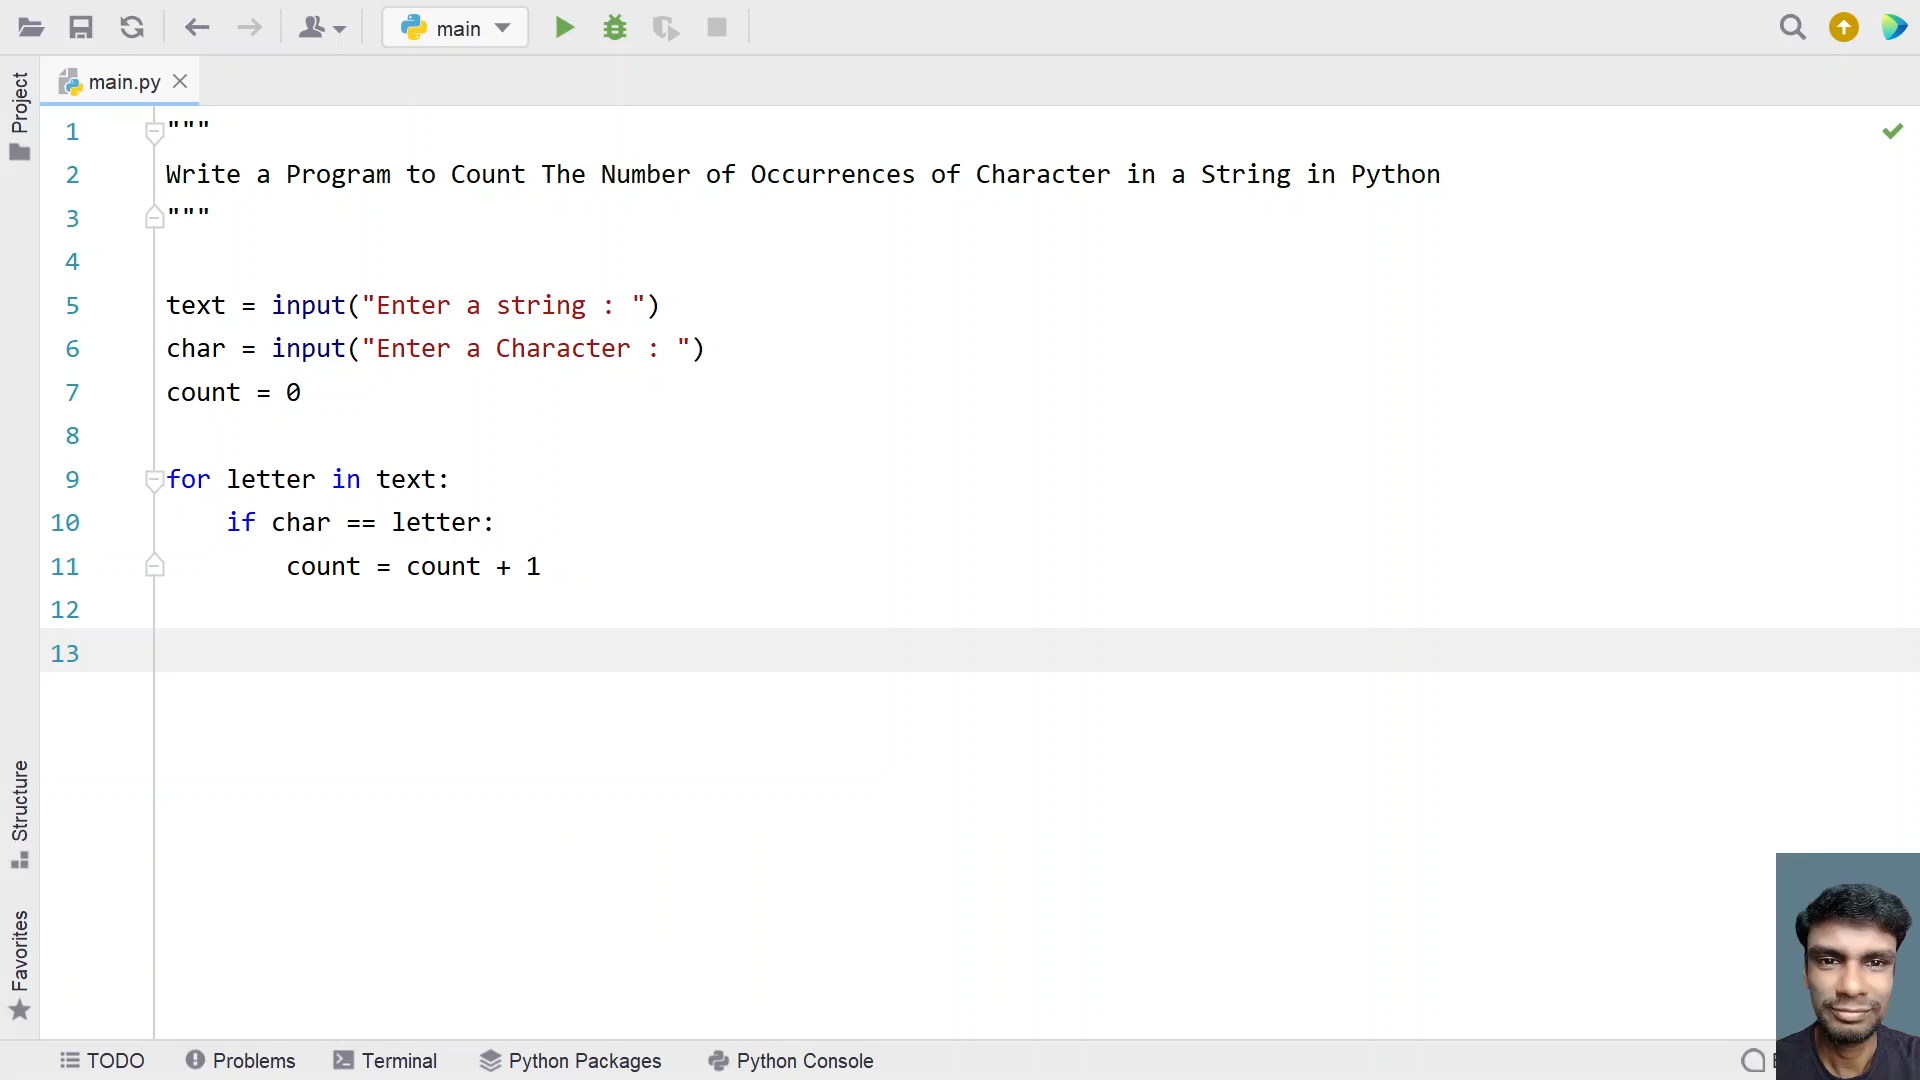 main
main.py
Project
1 """
2 Write a Program to Count The Number of Occurrences of Character in a String in Python
3 """
4
5 text = input("Enter a string : ")
6 char = input("Enter a Character : ")
7 count = 0
8
9 for letter in text:
10 if char == letter:
11 count = count + 1
12
13
Structure
Favorites
TODO Problems Terminal Python Packages Python Console